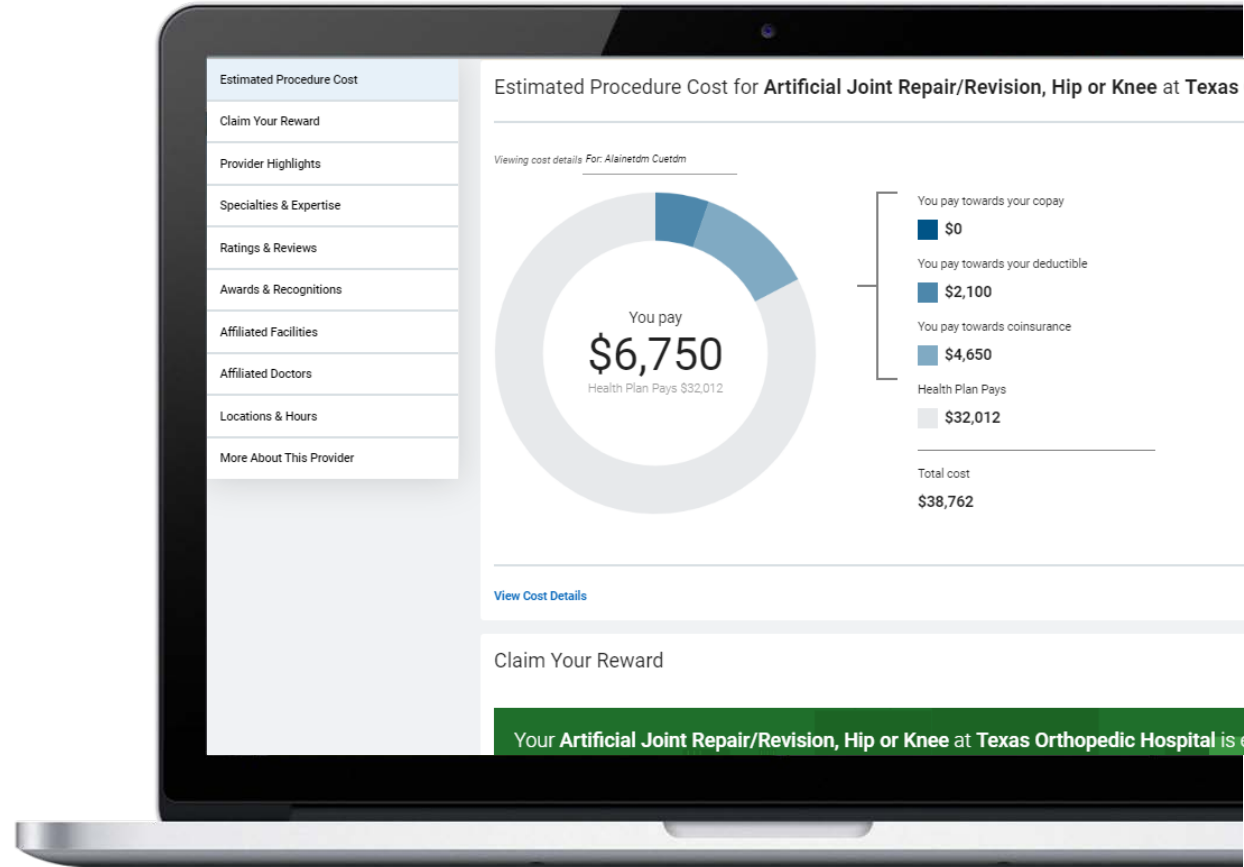 Estimated Procedure Cost
Claim Your Reward
Provider Highlights
Specialties & Expertise
Ratings & Reviews
Awards & Recognitions
Affiliated Facilities
Affiliated Doctors
Locations & Hours
More About This Provider
Estimated Procedure Cost for Artificial Joint Repair/Revision, Hip or Knee at Texas
Viewing cost details For: Alainetdm Cuetdm
You pay
$6,750
Health Plan Pays $32,012
You pay towards your copay
$0
You pay towards your deductible
$2,100
You pay towards coinsurance
$4,650
Health Plan Pays
$32,012
Total cost
$38,762
View Cost Details
Claim Your Reward
Your Artificial Joint Repair/Revision, Hip or Knee at Texas Orthopedic Hospital is